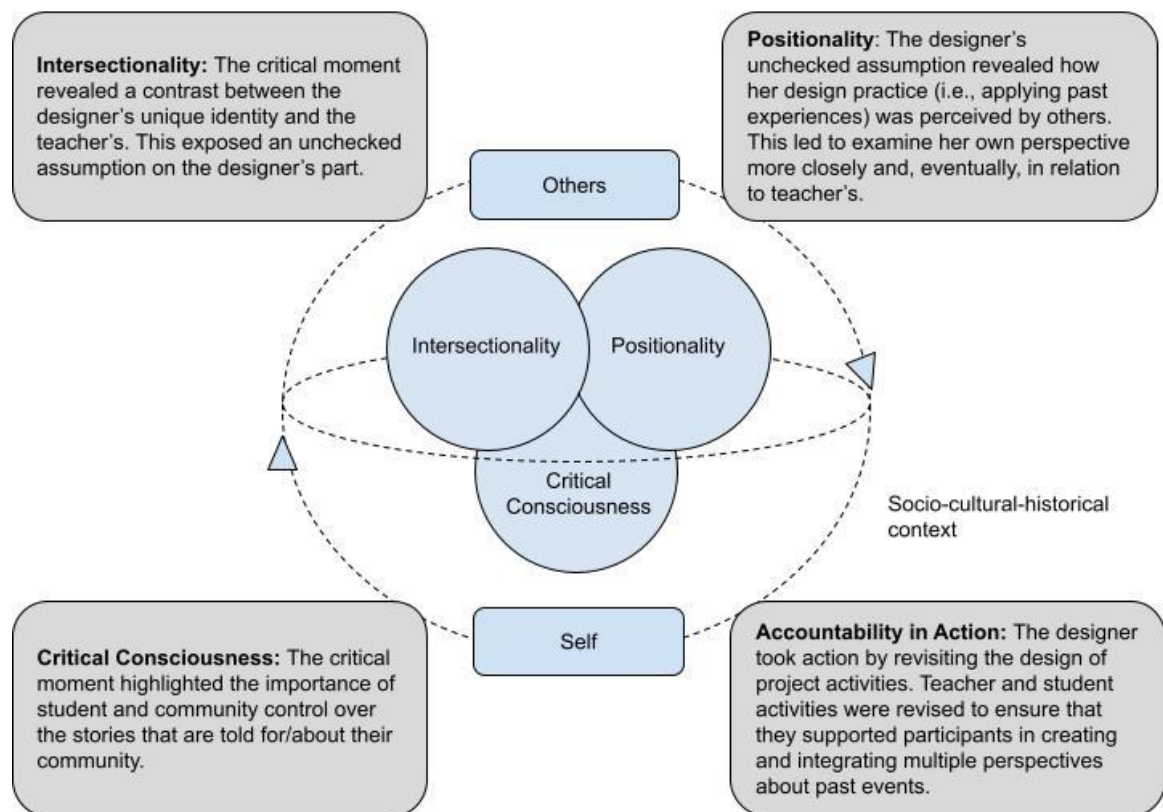 Intersectionality: The critical moment
revealed a contrast between the
designer's unique identity and the
teacher's. This exposed an unchecked
assumption on the designer's part.
Positionality: The designer's
unchecked assumption revealed how
her design practice (i.e., applying past
experiences) was perceived by others.
This led to examine her own perspective
more closely and, eventually, in relation
to teacher's.
Others
Intersectionality
Positionality
Critical
Consciousness
Socio-cultural-historical
context
Self
Critical Consciousness: The critical
moment highlighted the importance of
student and community control over
the stories that are told for/about their
community.
Accountability in Action: The designer
took action by revisiting the design of
project activities. Teacher and student
activities were revised to ensure that
they supported participants in creating
and integrating multiple perspectives
about past events.